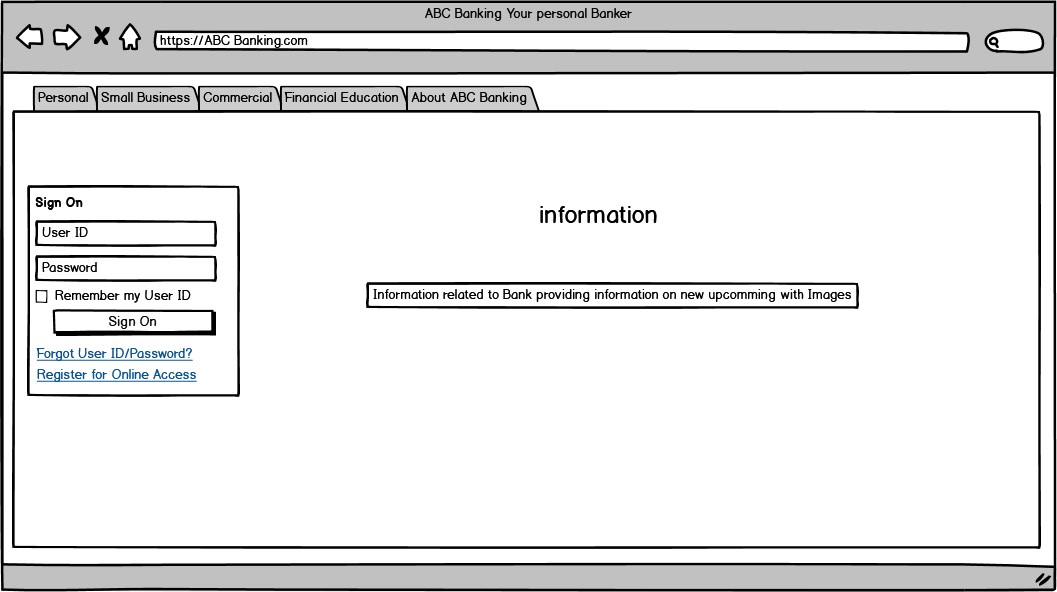 ABC Banking Your personal Banker
https://ABC Banking.com
Personal Small Business Commercial Financial Education About ABC Banking
Sign On
User ID
Password
Remember my User ID
Sign On
Forgot User ID/Password?
Register for Online Access
information
Information related to Bank providing information on new upcomming with Images